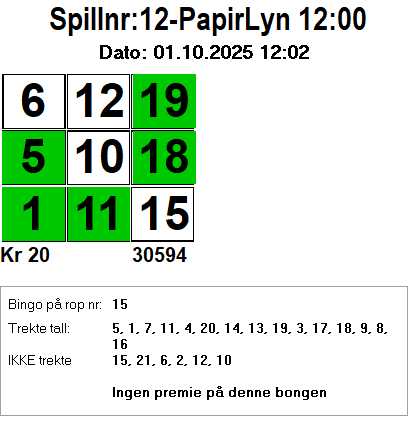 Spillnr:12-PapirLyn 12:00
Dato: 01.10.2025 12:02
6 12 19
5 10 18
1 11 15
Kr 20 30594
Bingo på rop nr: 15
Trekte tall: 5, 1, 7, 11, 4, 20, 14, 13, 19, 3, 17, 18, 9, 8,
16
IKKE trekte 15, 21, 6, 2, 12, 10
Ingen premie på denne bongen